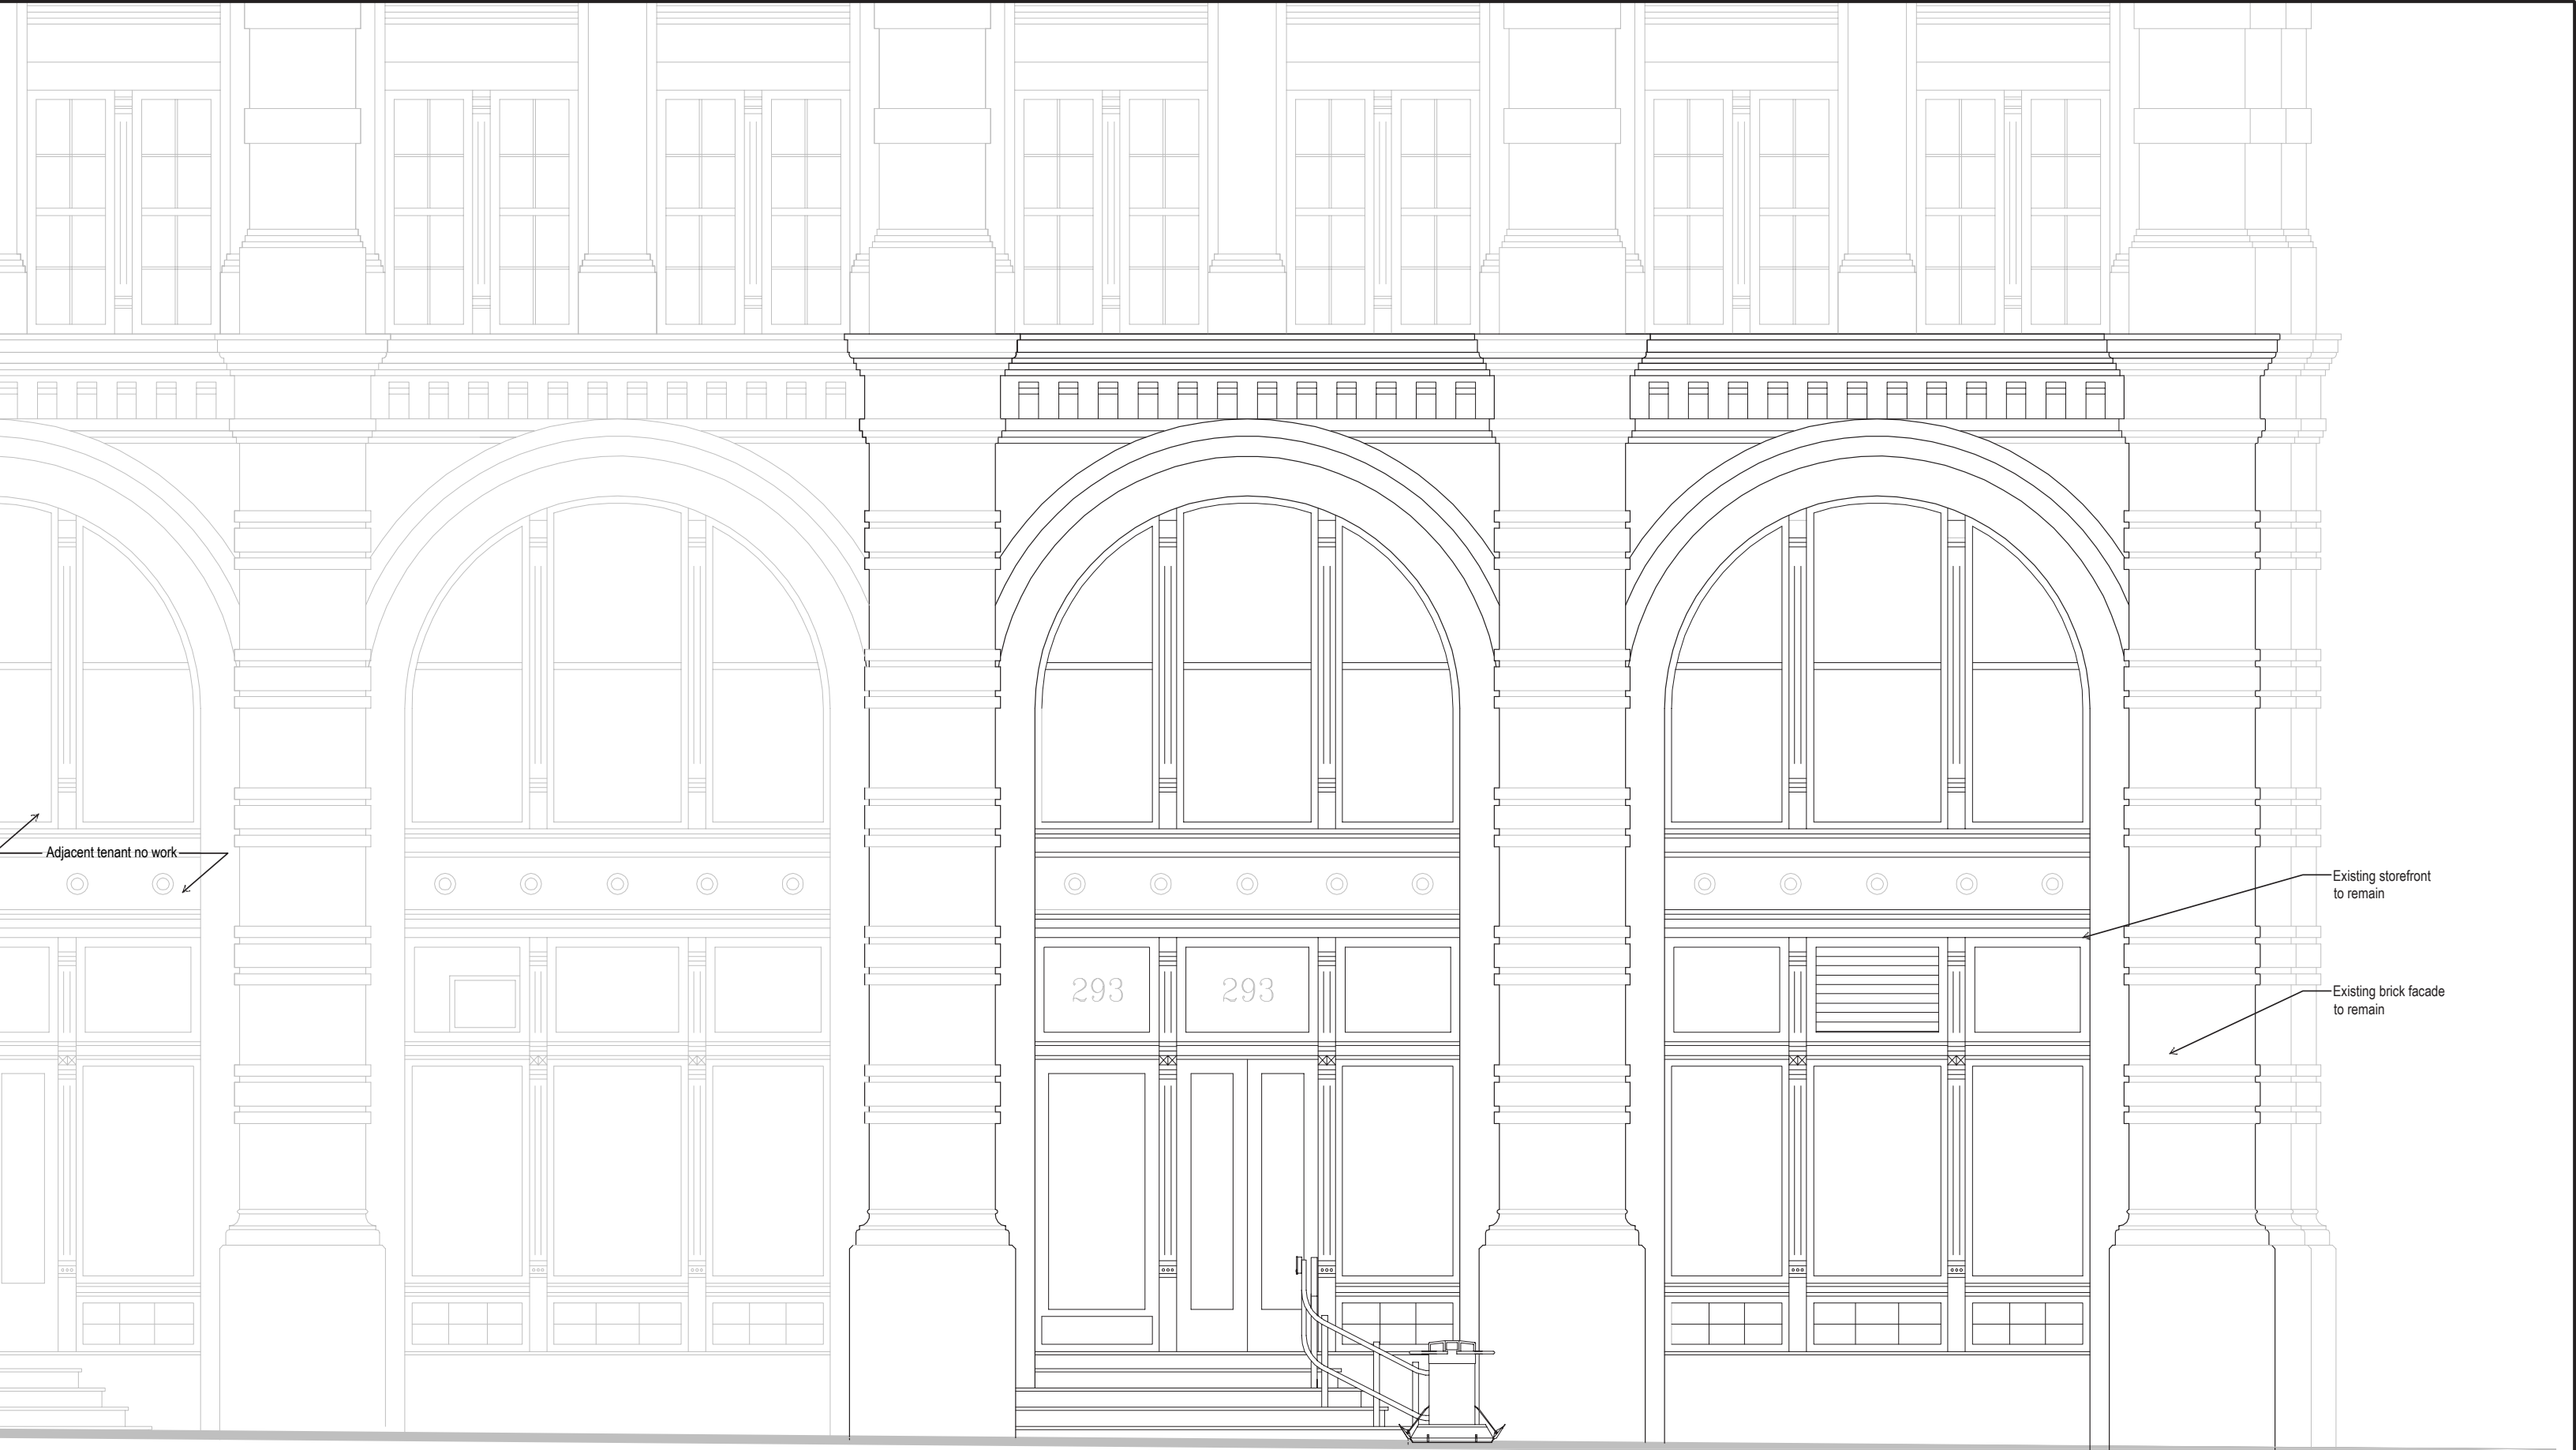 Adjacent tenant no work
Existing storefront
to remain
293 293
Existing brick facade
to remain